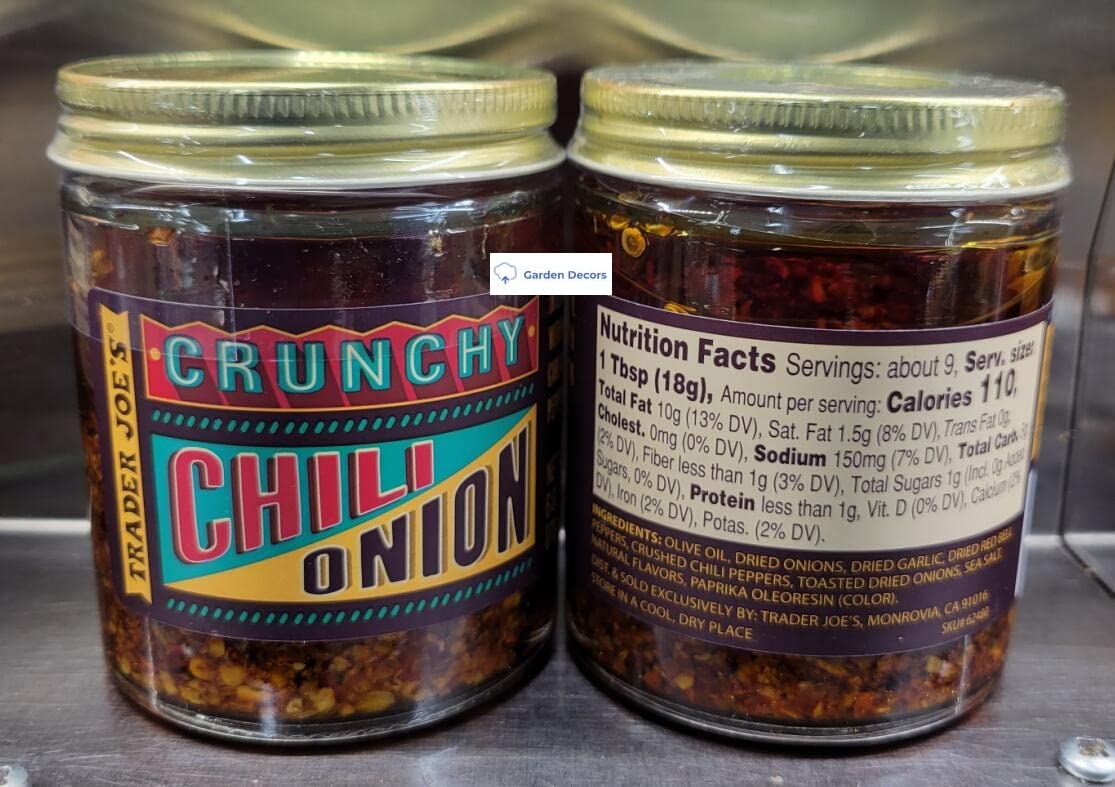 Garden Decors
TRADER JOE'S®
CRUNCHY
CHILI
ONION
Nutrition Facts Servings: about 9, Serv. size:
1 Tbsp (18g), Amount per serving: Calories 110,
Total Fat 10g (13% DV), Sat. Fat 1.5g (8% DV), Trans Fat 0g,
Cholest. 0mg (0% DV), Sodium 150mg (7% DV), Total Carb.
(2% DV), Fiber less than 1g (3% DV), Total Sugars 1g (Incl. 0g Added
Sugars, 0% DV), Protein less than 1g, Vit. D (0% DV), Calcium (2%
DV), Iron (2% DV), Potas. (2% DV).
INGREDIENTS: OLIVE OIL, DRIED ONIONS, DRIED GARLIC, DRIED RED BELL
PEPPERS, CRUSHED CHILI PEPPERS, TOASTED DRIED ONIONS, SEA SALT,
NATURAL FLAVORS, PAPRIKA OLEORESIN (COLOR).
DIST. & SOLD EXCLUSIVELY BY: TRADER JOE'S, MONROVIA, CA 91016
STORE IN A COOL, DRY PLACE
SKU# 62480